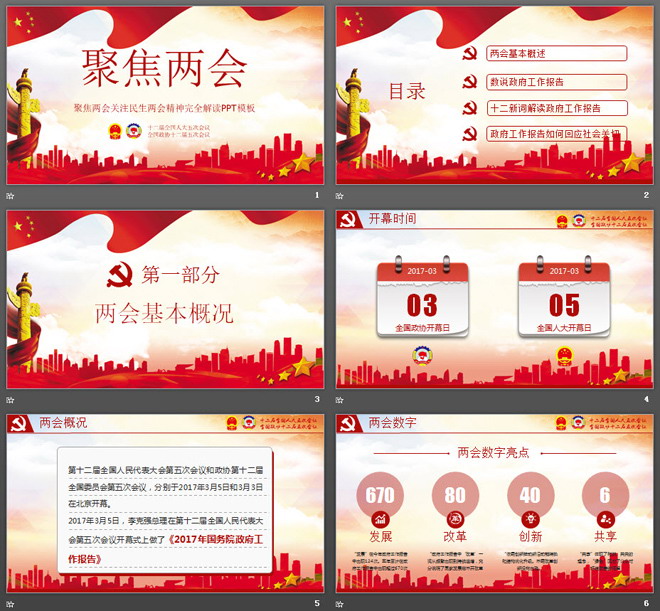 聚焦两会
聚焦两会关注民生两会精神完全解读PPT模板
十二届全国人大五次会议
全国政协十二届五次会议
1
目录
两会基本概述
数说政府工作报告
十二新词解读政府工作报告
政府工作报告如何回应社会关切
2
第一部分
两会基本概况
3
开幕时间
2017-03
03
全国政协开幕日
2017-03
05
全国人大开幕日
4
两会概况
第十二届全国人民代表大会第五次会议和政协第十二届
全国委员会第五次会议，分别于2017年3月5日和3月3日
在北京开幕。
2017年3月5日，李克强总理在第十二届全国人民代表大
会第五次会议开幕式上做了《2017年国务院政府工
作报告》
5
两会数字
两会数字亮点
670
80
40
6
发展
改革
创新
共享
6